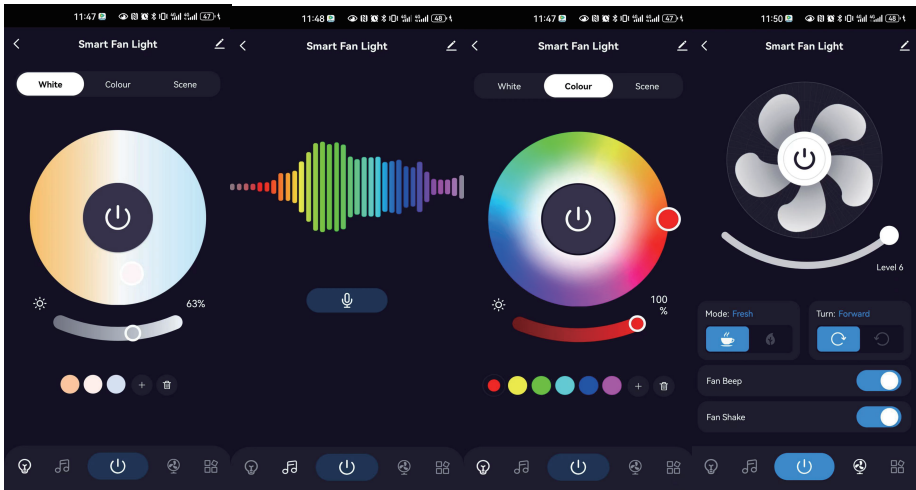 11:47
47
Smart Fan Light
White Colour Scene
63%
11:48
48
Smart Fan Light
11:47
47
Smart Fan Light
White Colour Scene
100
%
11:50
48
Smart Fan Light
Level 6
Mode: Fresh
Turn: Forward
Fan Beep
Fan Shake